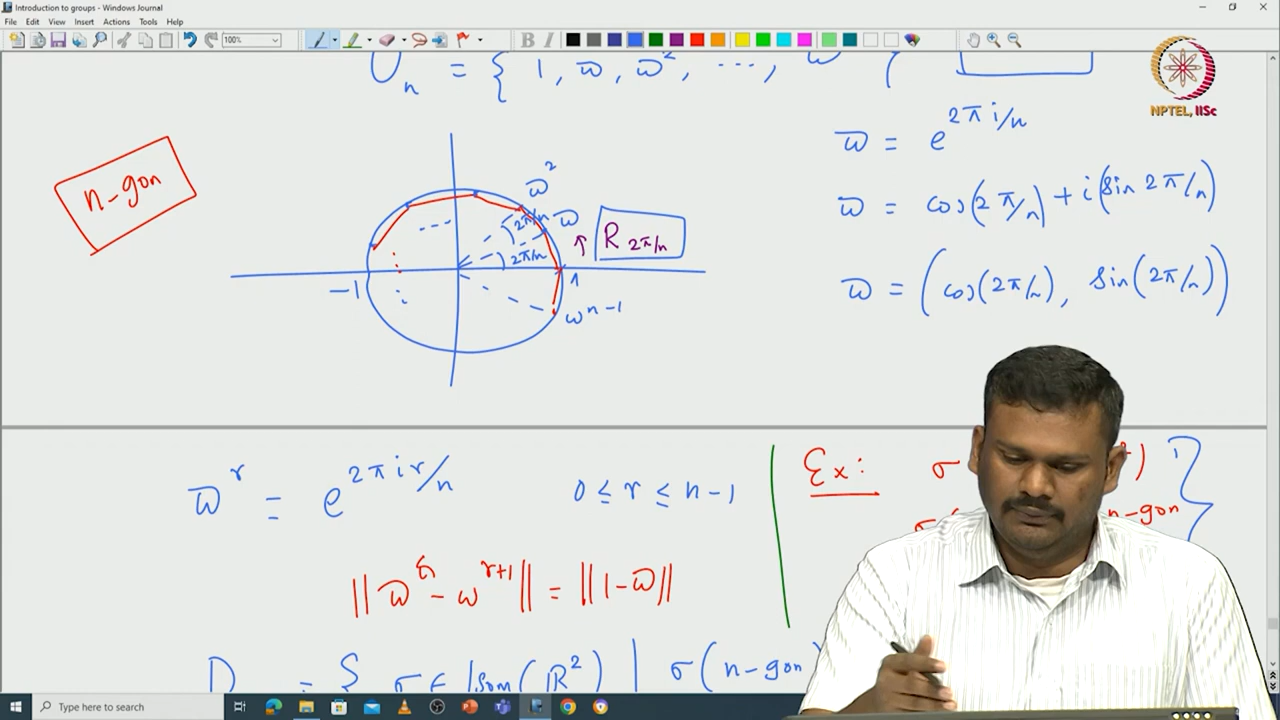 Introduction to groups - Windows Journal
File Edit View Insert Actions Tools Help
100%
B I
U_n = { 1, ω, ω², ..., ω
NPTEL, IISc
n-gon
ω²
ω
2π/n
2π/n
R_{2π/n}
-1
1
ω^{n-1}
ω = e^{2πi/n}
ω = cos(2π/n) + i(sin 2π/n)
ω = (cos(2π/n), sin(2π/n))
ω^r = e^{2πir/n} 0 ≤ r ≤ n-1
||ω^r - ω^{r+1}|| = ||1-ω||
Ex: σ
n-gon
D = { σ ∈ Isom(ℝ²) | σ(n-gon)
Type here to search